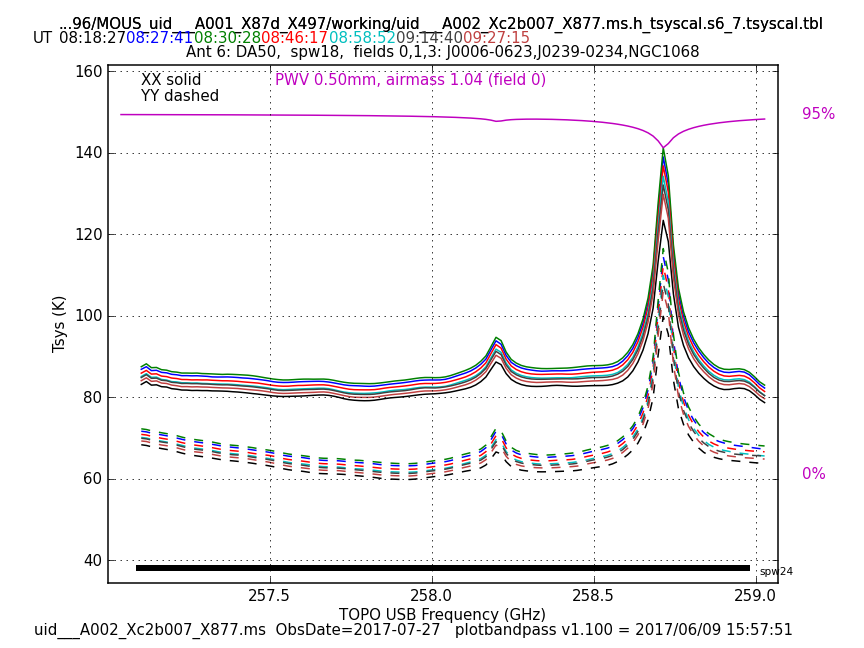 ...96/MOUS_uid___A001_X87d_X497/working/uid___A002_Xc2b007_X877.ms.h_tsyscal.s6_7.tsyscal.tbl
UT 08:18:27 08:27:41 08:30:28 08:46:17 08:58:52 09:14:40 09:27:15
Ant 6: DA50, spw18, fields 0,1,3: J0006-0623,J0239-0234,NGC1068
160
XX solid
PWV 0.50mm, airmass 1.04 (field 0)
YY dashed
95%
140
120
100
Tsys (K)
80
60
0%
40
spw24
257.5
258.0
258.5
259.0
TOPO USB Frequency (GHz)
uid___A002_Xc2b007_X877.ms ObsDate=2017-07-27 plotbandpass v1.100 = 2017/06/09 15:57:51